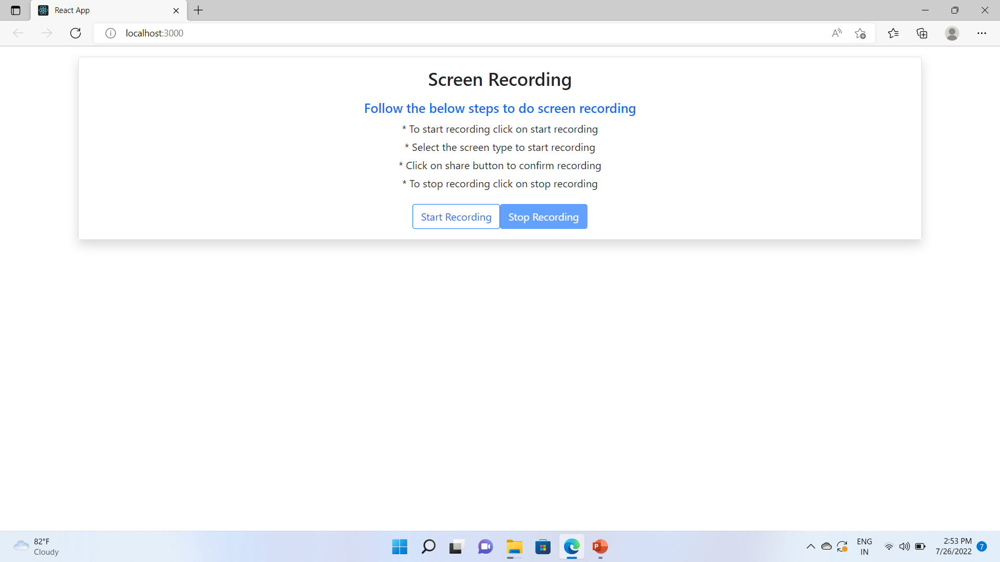 React App
localhost:3000
Screen Recording
Follow the below steps to do screen recording
* To start recording click on start recording
* Select the screen type to start recording
* Click on share button to confirm recording
* To stop recording click on stop recording
Start Recording
Stop Recording
82°F
Cloudy
ENG
IN
2:53 PM
7/26/2022
7